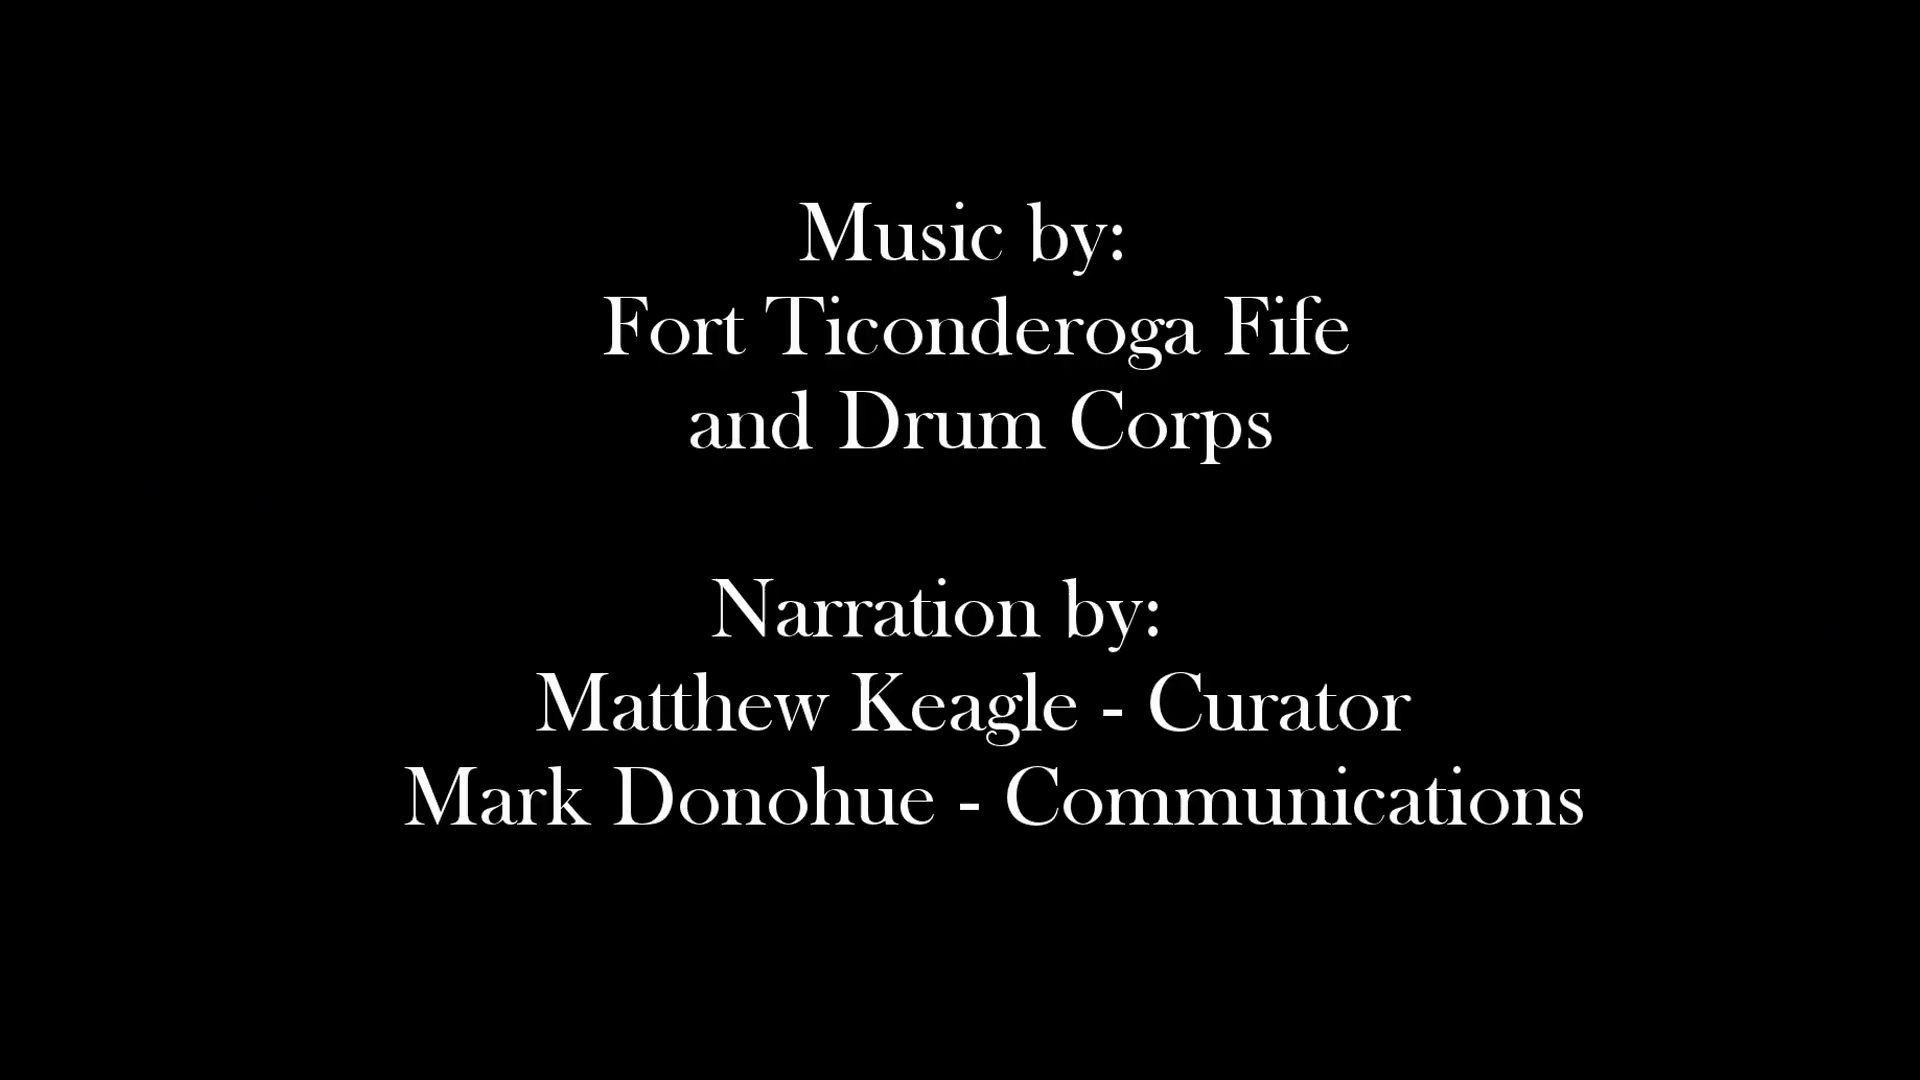 Music by:
Fort Ticonderoga Fife
and Drum Corps
Narration by:
Matthew Keagle - Curator
Mark Donohue - Communications